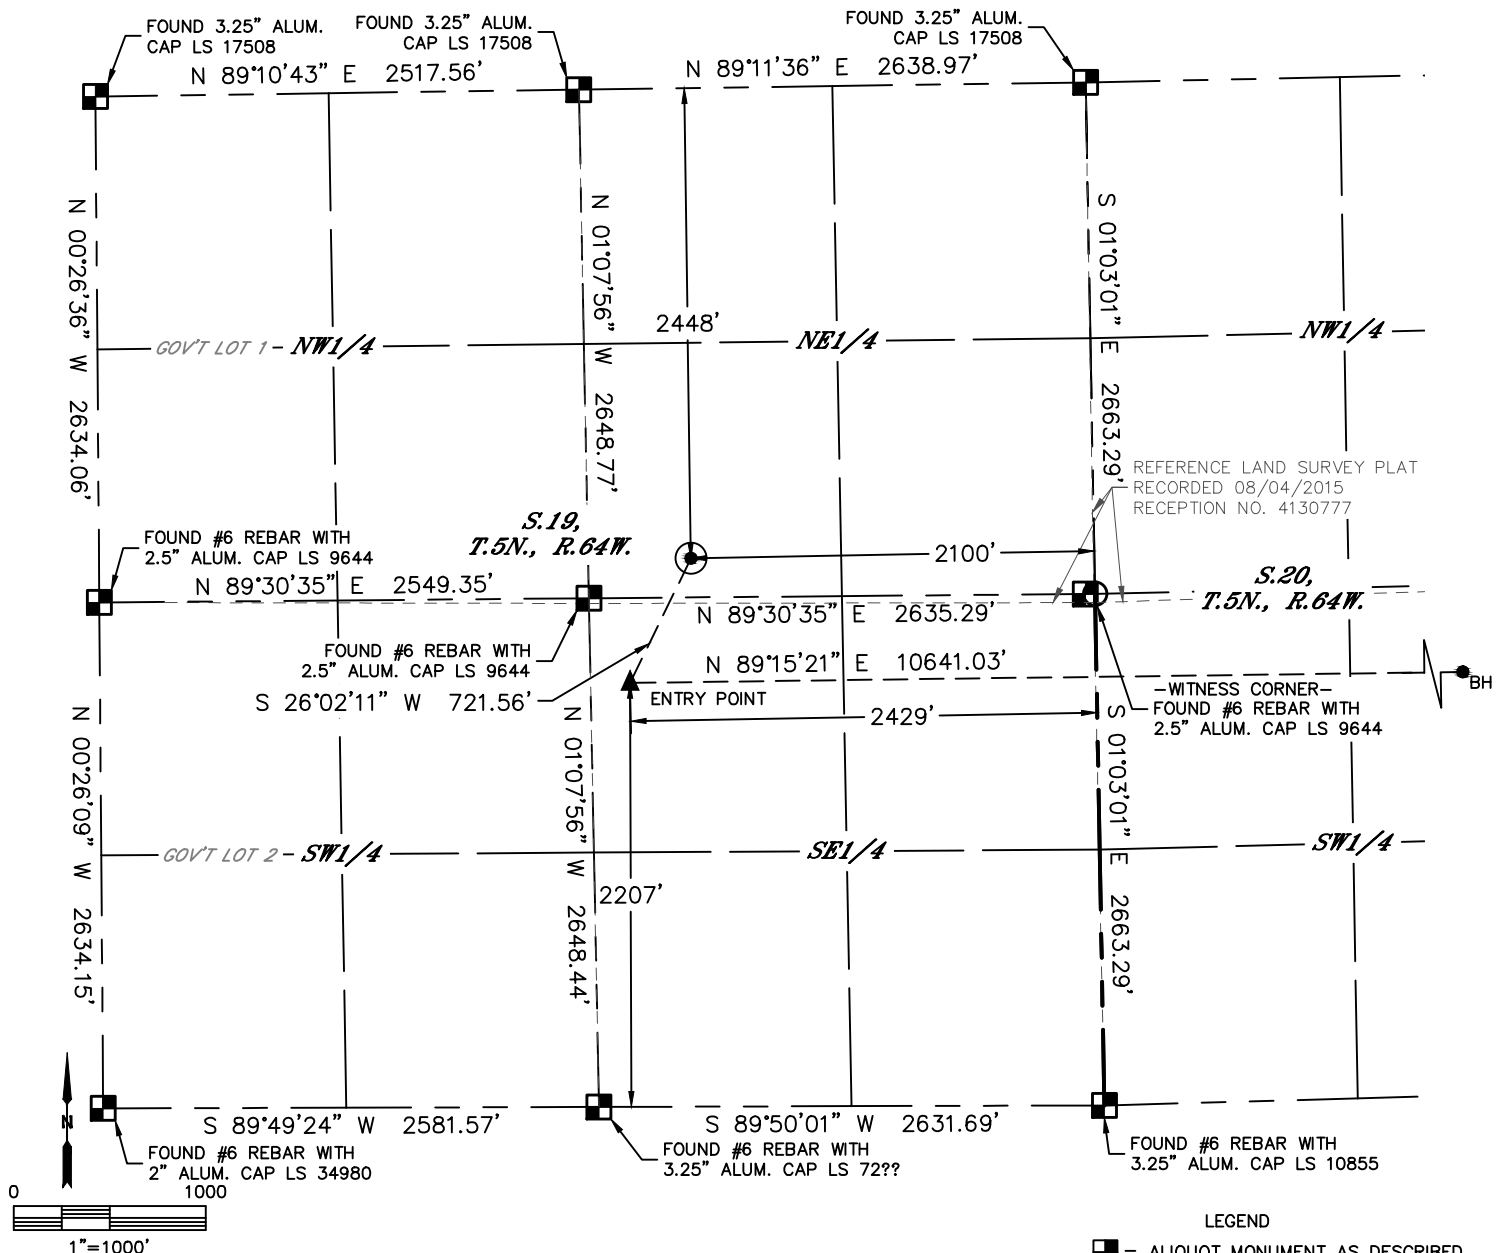 FOUND 3.25” ALUM.
CAP LS 17508
FOUND 3.25” ALUM.
CAP LS 17508
FOUND 3.25” ALUM.
CAP LS 17508
N 89°10’43” E 2517.56’
N 89°11’36” E 2638.97’
N 00°26’36” W 2634.06’
N 01°07’56” W 2648.77’
S 01°03’01” E 2663.29’
2448’
GOV’T LOT 1
NW1/4
NE1/4
NW1/4
REFERENCE LAND SURVEY PLAT
RECORDED 08/04/2015
RECEPTION NO. 4130777
S.19,
T.5N., R.64W.
FOUND #6 REBAR WITH
2.5” ALUM. CAP LS 9644
2100’
S.20,
T.5N., R.64W.
N 89°30’35” E 2549.35’
N 89°30’35” E 2635.29’
FOUND #6 REBAR WITH
2.5” ALUM. CAP LS 9644
N 89°15’21” E 10641.03’
S 26°02’11” W 721.56’
ENTRY POINT
BH
–WITNESS CORNER–
FOUND #6 REBAR WITH
2.5” ALUM. CAP LS 9644
2429’
N 00°26’09” W 2634.15’
N 01°07’56” W 2648.44’
S 01°03’01” E 2663.29’
GOV’T LOT 2
SW1/4
SE1/4
SW1/4
2207’
N
S 89°49’24” W 2581.57’
S 89°50’01” W 2631.69’
FOUND #6 REBAR WITH
2” ALUM. CAP LS 34980
FOUND #6 REBAR WITH
3.25” ALUM. CAP LS 72??
FOUND #6 REBAR WITH
3.25” ALUM. CAP LS 10855
0 1000
1”=1000’
LEGEND
– ALIQUOT MONUMENT AS DESCRIBED